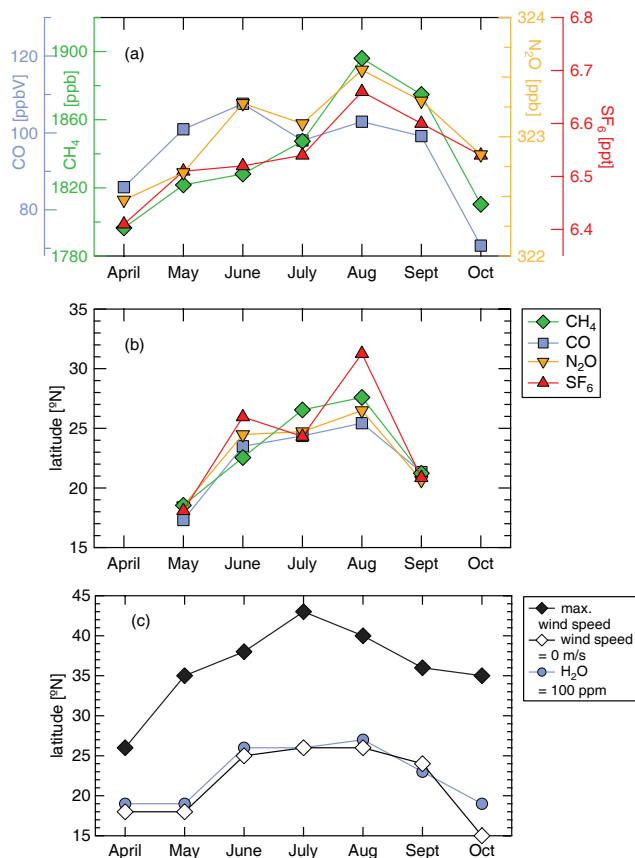 (a)
CO [ppbV]
120
100
80
CH4 [ppb]
1900
1860
1820
1780
324
323
322
N2O [ppb]
6.8
6.7
6.6
6.5
6.4
SF6 [ppt]
April May June July Aug Sept Oct
(b)
latitude [ºN]
35
30
25
20
15
April May June July Aug Sept Oct
CH4
CO
N2O
SF6
(c)
latitude [ºN]
45
40
35
30
25
20
15
April May June July Aug Sept Oct
max.
wind speed
wind speed
= 0 m/s
H2O
= 100 ppm